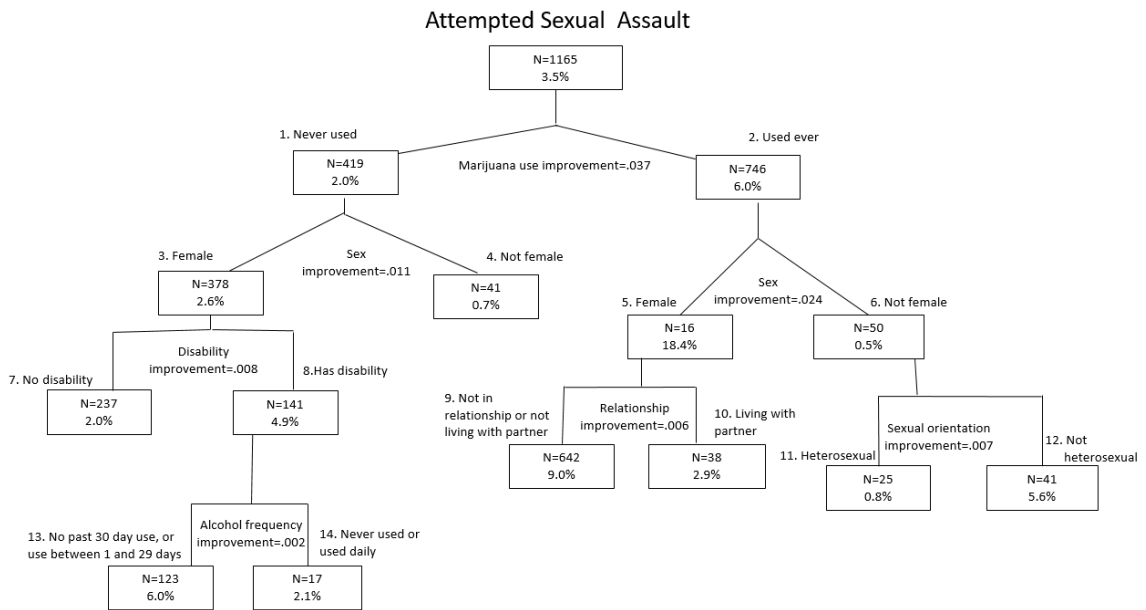 Attempted Sexual Assault
N=1165
3.5%
1. Never used
2. Used ever
N=419
2.0%
Marijuana use improvement=.037
N=746
6.0%
3. Female
Sex
improvement=.011
4. Not female
N=378
2.6%
N=41
0.7%
5. Female
Sex
improvement=.024
6. Not female
N=16
18.4%
N=50
0.5%
7. No disability
Disability
improvement=.008
8.Has disability
N=237
2.0%
N=141
4.9%
9. Not in
relationship or not
living with partner
Relationship
improvement=.006
10. Living with
partner
N=642
9.0%
N=38
2.9%
11. Heterosexual
Sexual orientation
improvement=.007
12. Not
heterosexual
N=25
0.8%
N=41
5.6%
13. No past 30 day use, or
use between 1 and 29 days
Alcohol frequency
improvement=.002
14. Never used or
used daily
N=123
6.0%
N=17
2.1%